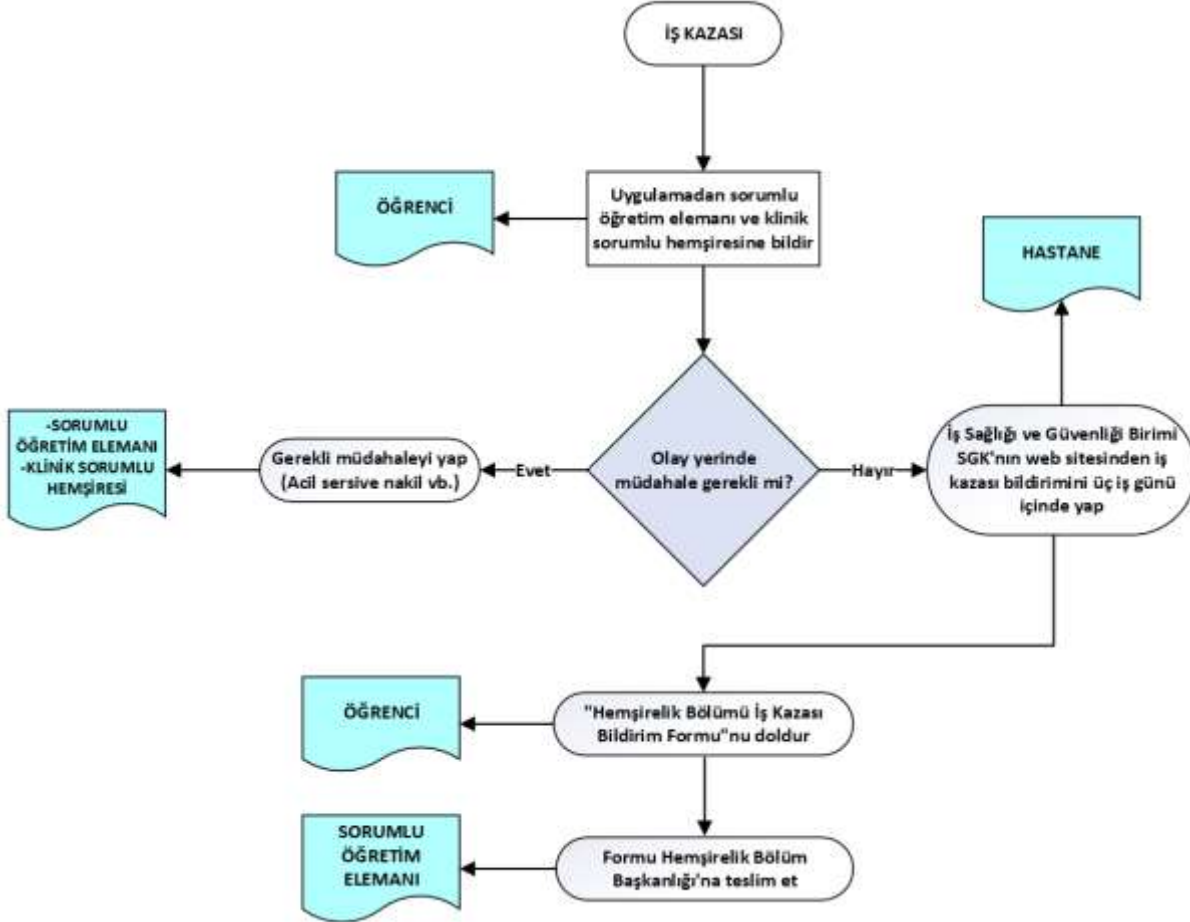 İŞ KAZASI
ÖĞRENCİ
Uygulamadan sorumlu
öğretim elemanı ve klinik
sorumlu hemşiresine bildir
HASTANE
-SORUMLU
ÖĞRETİM ELEMANI
-KLİNİK SORUMLU
HEMŞİRESİ
Gerekli müdahaleyi yap
(Acil sersive nakil vb.)
Evet
Olay yerinde
müdahale gerekli mi?
Hayır
İş Sağlığı ve Güvenliği Birimi
SGK'nın web sitesinden iş
kazası bildirimini üç iş günü
içinde yap
ÖĞRENCİ
"Hemşirelik Bölümü İş Kazası
Bildirim Formu"nu doldur
SORUMLU
ÖĞRETİM
ELEMANI
Formu Hemşirelik Bölüm
Başkanlığı'na teslim et